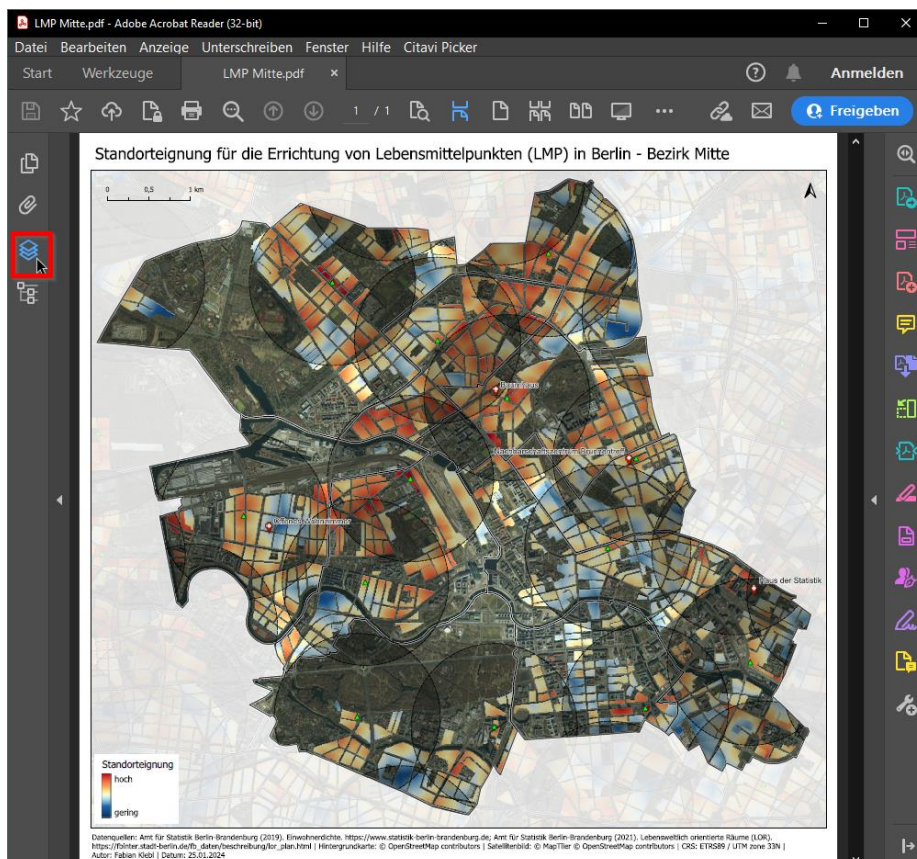 LMP Mitte.pdf - Adobe Acrobat Reader (32-bit)
Datei Bearbeiten Anzeige Unterschreiben Fenster Hilfe Citavi Picker
Start Werkzeuge LMP Mitte.pdf × Anmelden
1 / 1 Freigeben
Standorteignung für die Errichtung von Lebensmittelpunkten (LMP) in Berlin - Bezirk Mitte
0 0,5 1 km
Baumhaus
Nachbarschaftszentrum
Offenes Wohnzimmer
Haus der Statistik
Standorteignung
hoch
gering
Datenquellen: Amt für Statistik Berlin-Brandenburg (2019). Einwohnerdichte. https://www.statistik-berlin-brandenburg.de; Amt für Statistik Berlin-Brandenburg (2021). Lebensweltlich orientierte Räume (LOR).
https://fbinter.stadt-berlin.de/fb_daten/beschreibung/lor_plan.html | Hintergrundkarte: © OpenStreetMap contributors | Satellitenbild: © MapTiler © OpenStreetMap contributors | CRS: ETRS89 / UTM zone 33N |
Autor: Fabian Klebl | Datum: 25.01.2024